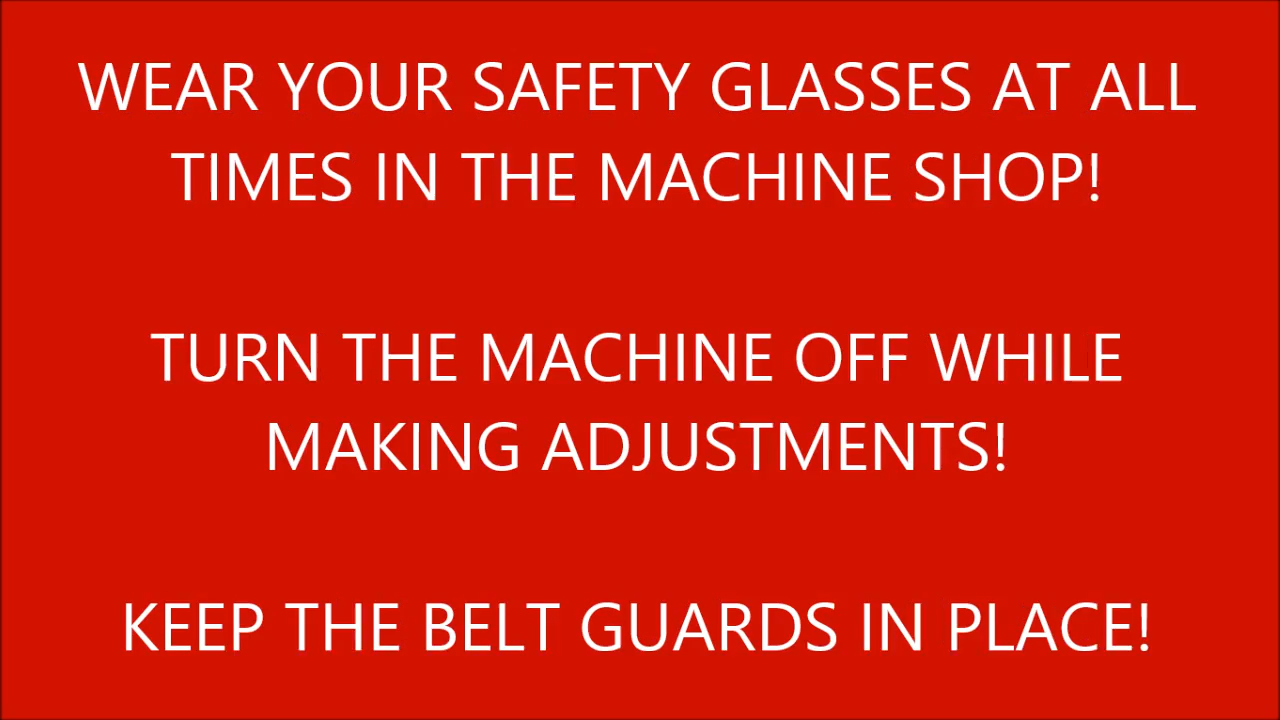 WEAR YOUR SAFETY GLASSES AT ALL
TIMES IN THE MACHINE SHOP!
TURN THE MACHINE OFF WHILE
MAKING ADJUSTMENTS!
KEEP THE BELT GUARDS IN PLACE!